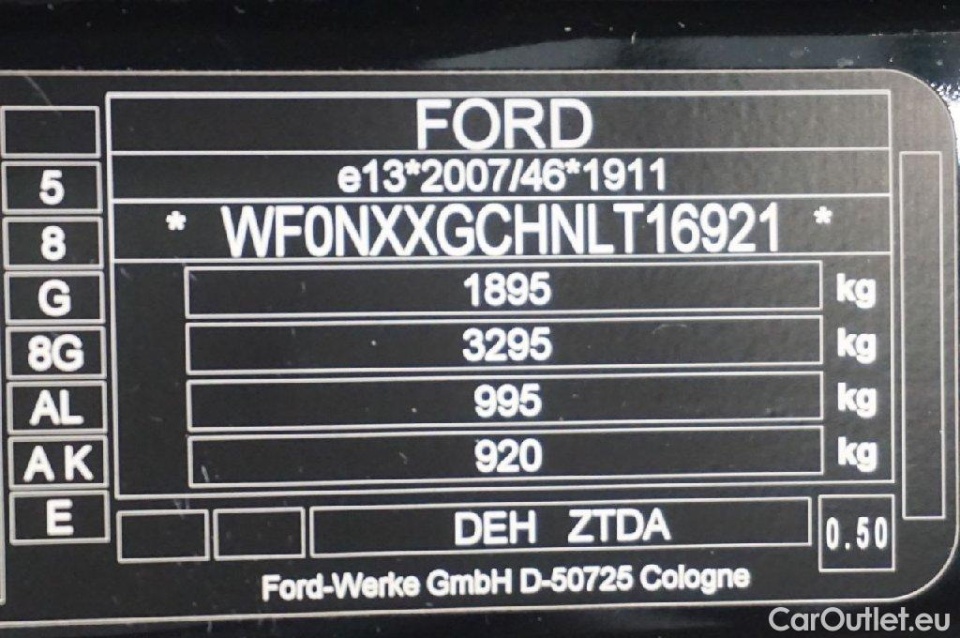 FORD
e13*2007/46*1911
* WF0NXXGCHNLT16921 *
5
8
G
8G
AL
A K
E
1895 kg
3295 kg
995 kg
920 kg
DEH ZTDA
0.50
Ford-Werke GmbH D-50725 Cologne
CarOutlet.eu